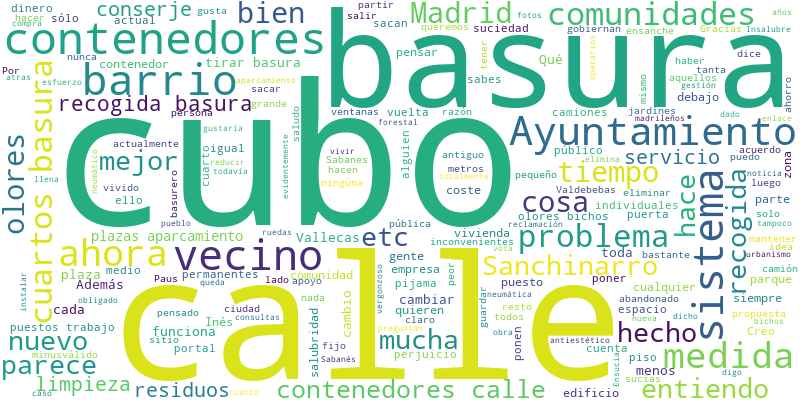 cubo
basura
calle
Ayuntamiento
contenedores
comunidades
Madrid
barrio
bien
conserje
recogida basura
mejor
olores
cuartos basura
ahora
vecino
etc
cosa
tiempo
servicio
problema
sistema
recogida
hace
Sanchinarro
hecho
medida
entiendo
mucha
nuevo
parece
limpieza
residuos
contenedores calle
dinero
hacer
compra
actual
gusta
sólo
contenedor
tirar basura
nunca
Por
atras
esfuerzo
sacar
persona
grande
aparcamiento
sacan
pensar
suciedad
partir
salir
queremos
tener
sabes
gobiernan
ensanche
Qué
fotos
operarios
Gracias
Insalubre
años
haber
tanta
dice
aquellos
gestión
mismo
ahorro
camiones
jardines
madrileños
debajo
ventanas
vuelta
razón
forestal
saludo
actualmente
igual
cuarto
gustaría
reducir
todavía
neumático
llena
vivido
ello
basurero
pueblo
evidentemente
vivir
Sabanes
hacen
ninguna
alguien
antiguo
metros
totalmente
coste
público
pequeño
elimina
Valdebebas
eliminar
individuales
puerta
olores bichos
dado
enlace
acuerdo
puedo
zona
noticia
luego
parte
solo
tampoco
mantener
idea
urbanismo
camión
parque
siempre
plazas aparcamiento
ruedas
Vallecas
pública
vivienda
reclamación
inconvenientes
vota
toda
bastante
plaza
medio
Además
Paus
permanentes
queda
lado
apoyo
comunidad
gente
empresa
pijama
peor
puesto
poner
cualquier
instalar
cada
obligado
pensado
ciudad
consultas
nada
vergonzoso
cambiar
quieren
claro
guardar
neumática
resto
todos
espacio
nueva
abandonado
propuesta
bichos
puestos trabajo
funciona
sitio
Inés
salubridad
cambio
fijo
preguntan
perjuicio
ponen
obra
dicho
antiestético
cuenta
Creo
minusválido
portal
caso
cuanto
Sabanés
edificio
piso
Ensucia
menos
sucias
digo